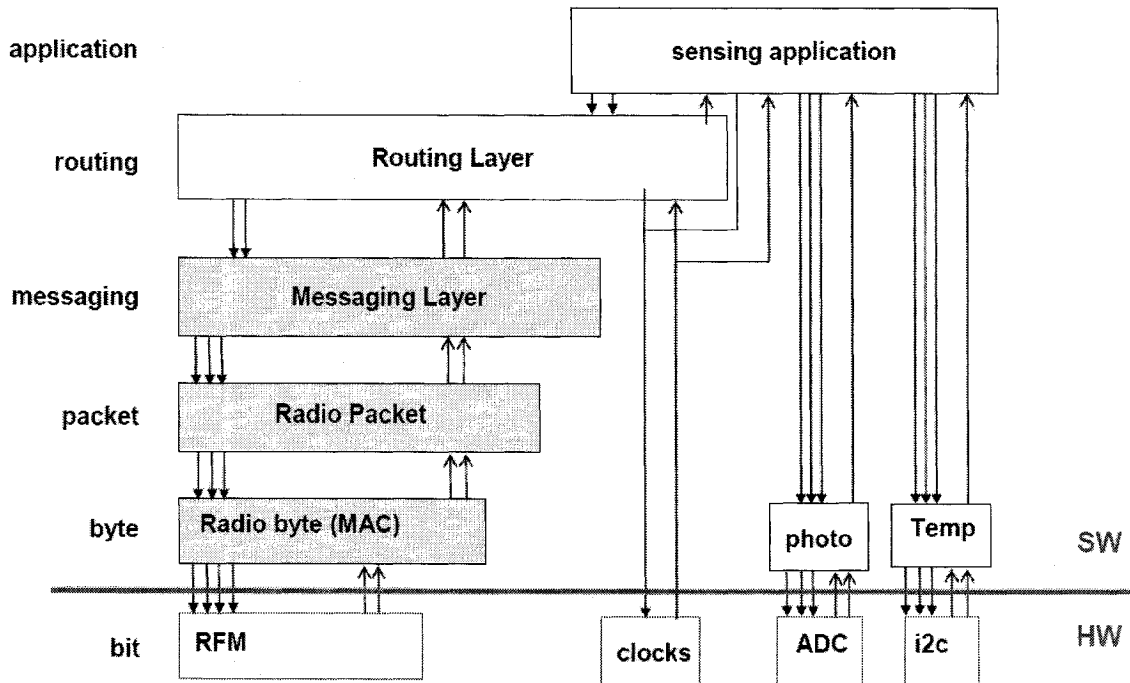 application
sensing application
routing
Routing Layer
messaging
Messaging Layer
packet
Radio Packet
byte
Radio byte (MAC)
photo
Temp
SW
bit
RFM
clocks
ADC
i2c
HW